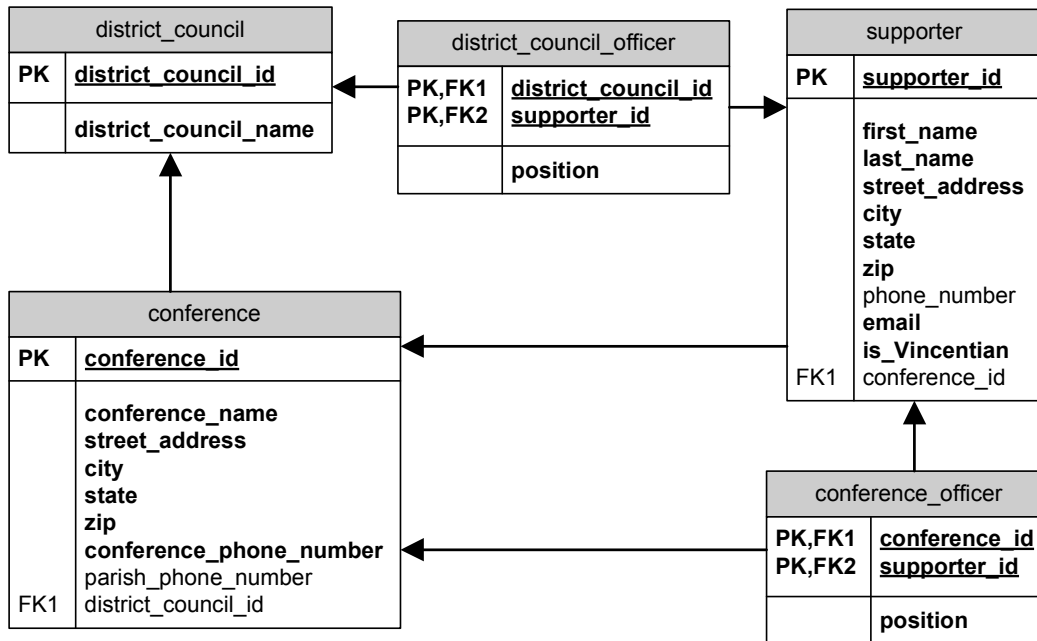 district_council
PK district_council_id
district_council_name
district_council_officer
PK,FK1 district_council_id
PK,FK2 supporter_id
position
supporter
PK supporter_id
first_name
last_name
street_address
city
state
zip
phone_number
email
is_Vincentian
FK1 conference_id
conference
PK conference_id
conference_name
street_address
city
state
zip
conference_phone_number
parish_phone_number
FK1 district_council_id
conference_officer
PK,FK1 conference_id
PK,FK2 supporter_id
position